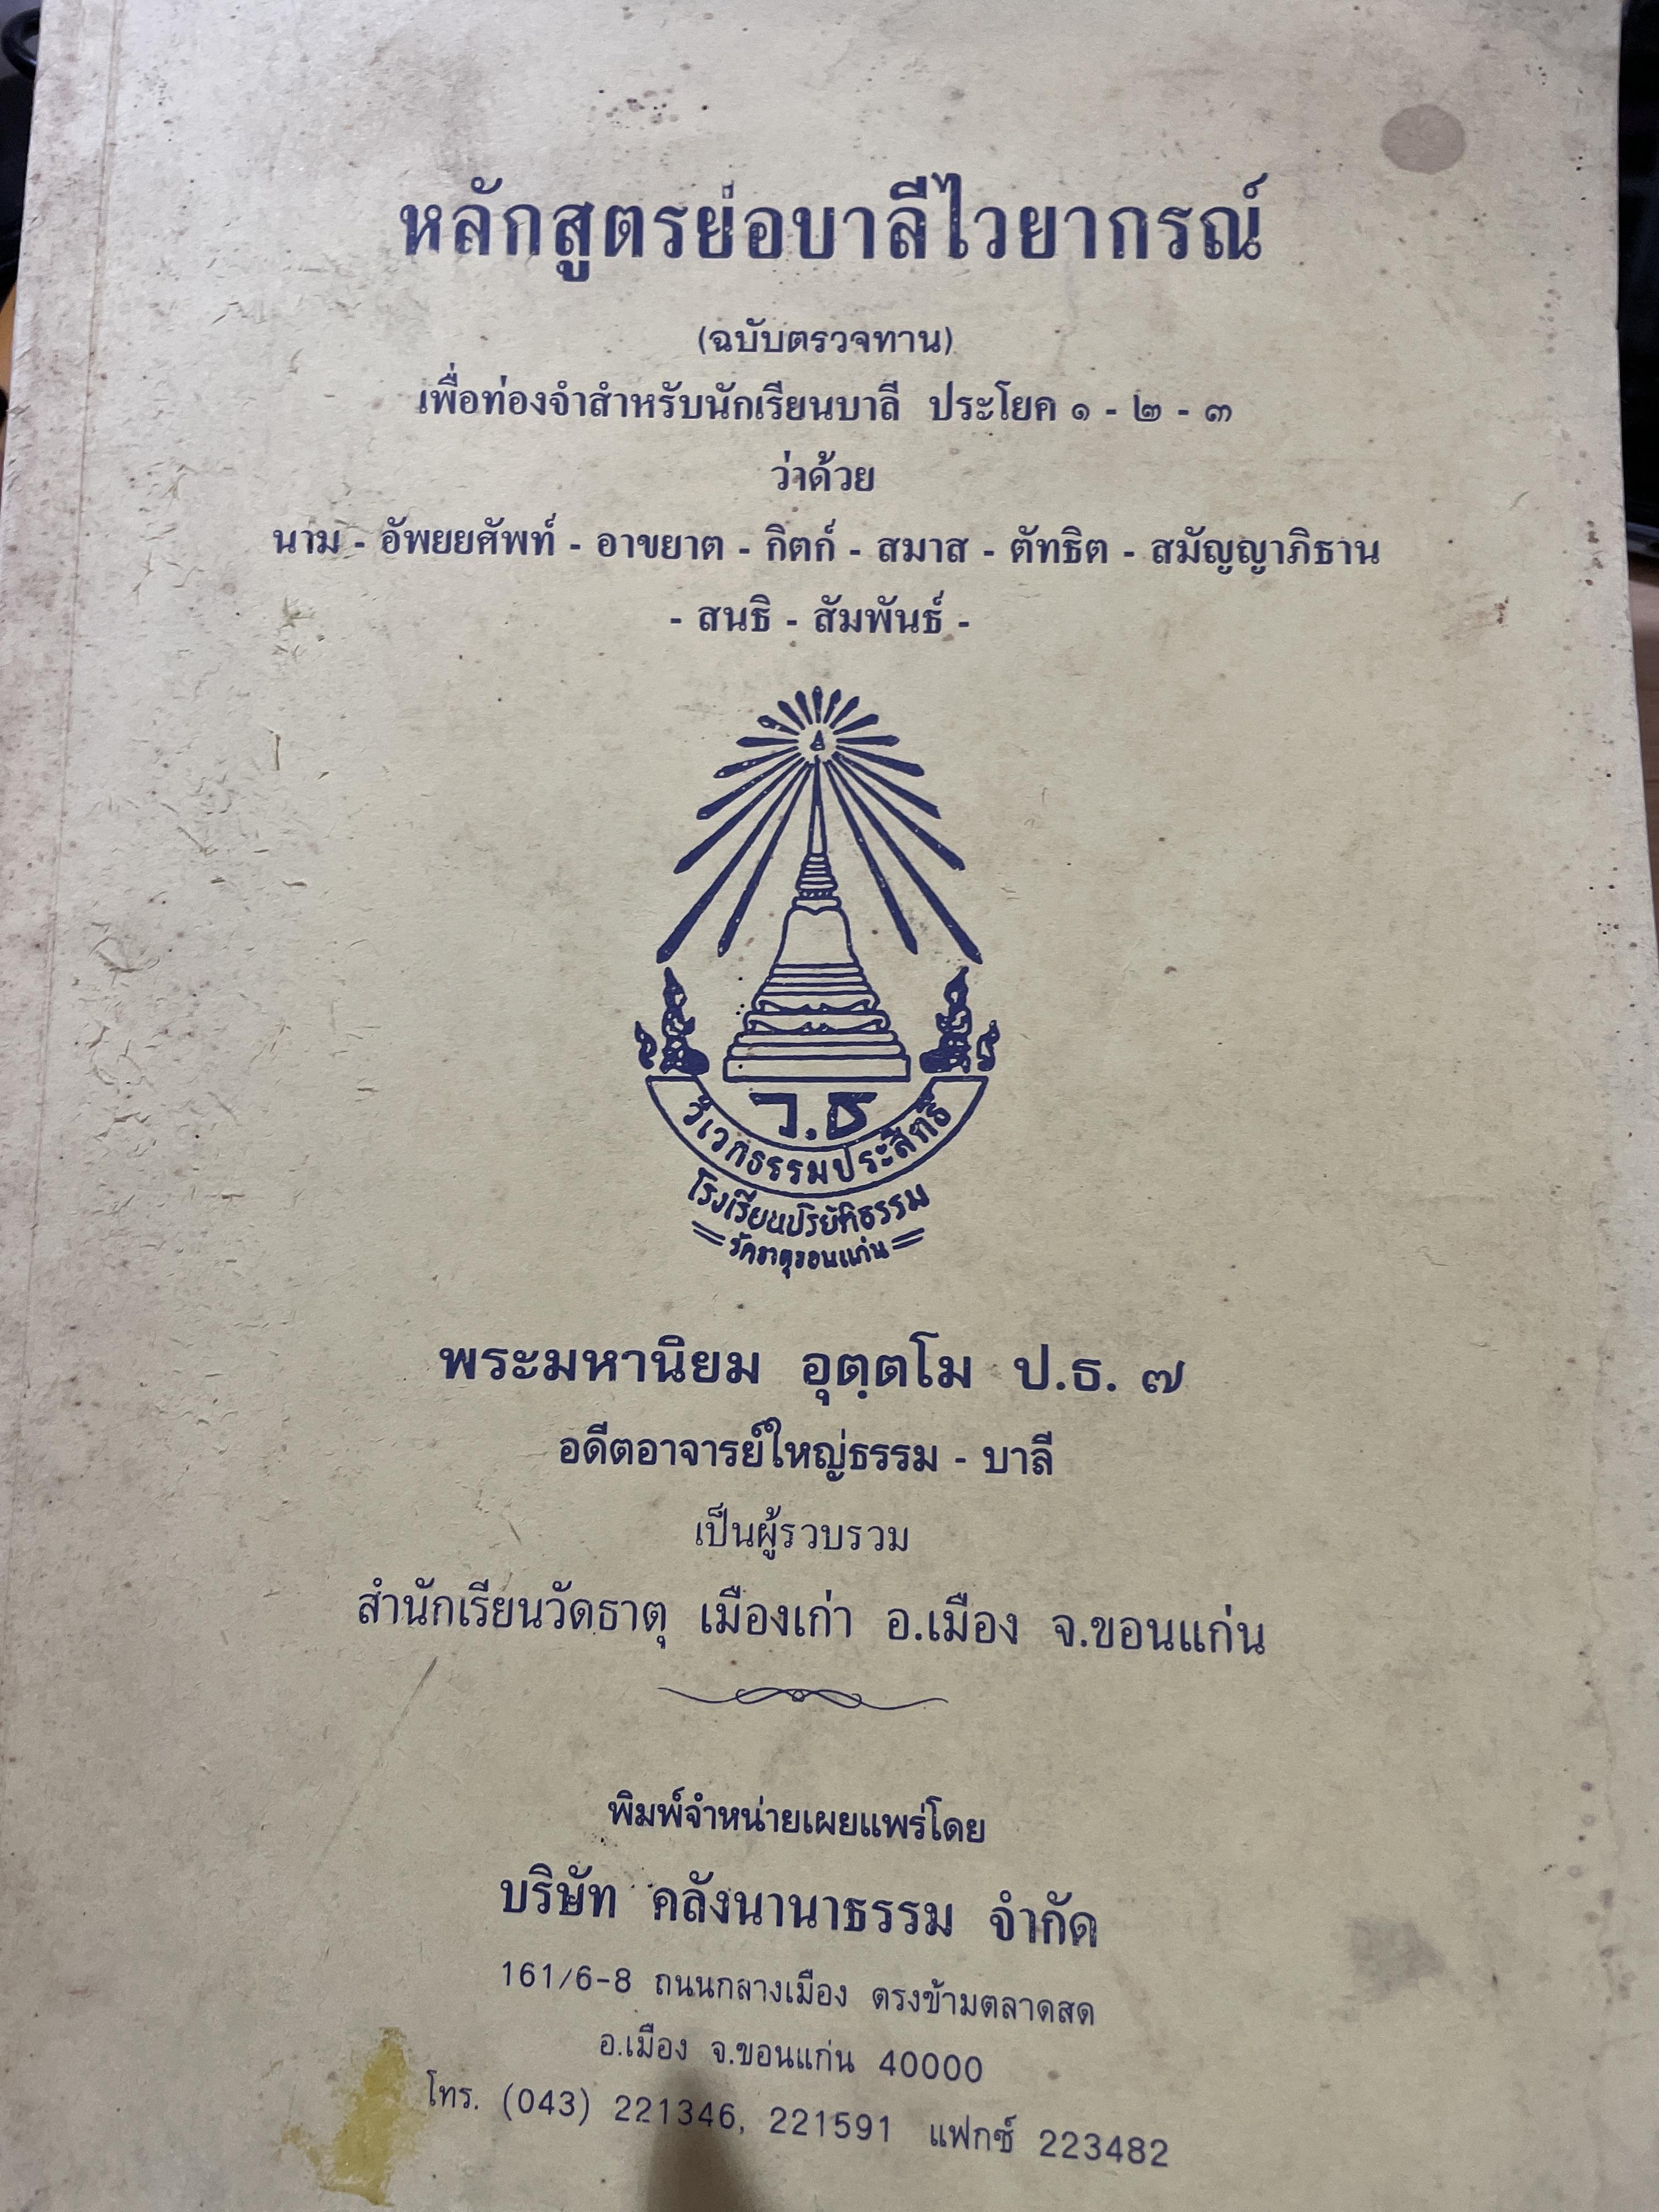 หลักสูตรย่อบาลีไวยากรณ์
(ฉบับตรวจทาน)
เพื่อท่องจำสำหรับนักเรียนบาลี ประโยค ๑ - ๒ - ๓
ว่าด้วย
นาม - อัพยยศัพท์ - อาขยาต - กิตก์ - สมาส - ตัทธิต - สมัญญาภิธาน
- สนธิ - สัมพันธ์ -
ว.ธ
วิเวกธรรมประสิทธิ์
โรงเรียนปริยัติธรรม
วัดธาตุขอนแก่น
พระมหานิยม อุตฺตโม ป.ธ. ๗
อดีตอาจารย์ใหญ่ธรรม - บาลี
เป็นผู้รวบรวม
สำนักเรียนวัดธาตุ เมืองเก่า อ.เมือง จ.ขอนแก่น
พิมพ์จำหน่ายเผยแพร่โดย
บริษัท คลังนานาธรรม จำกัด
161/6-8 ถนนกลางเมือง ตรงข้ามตลาดสด
อ.เมือง จ.ขอนแก่น 40000
โทร. (043) 221346, 221591 แฟกซ์ 223482